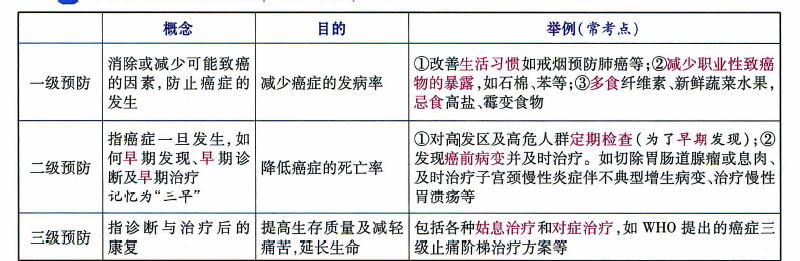 概念 目的 举例(常考点)
一级预防
消除或减少可能致癌
的因素,防止癌症的
发生
减少癌症的发病率
①改善生活习惯如戒烟预防肺癌等;②减少职业性致癌
物的暴露,如石棉、苯等;③多食纤维素、新鲜蔬菜水果,
忌食高盐、霉变食物
二级预防
指癌症一旦发生,如
何早期发现、早期诊
断及早期治疗
记忆为“三早”
降低癌症的死亡率
①对高发区及高危人群定期检查(为了早期发现);②
发现癌前病变并及时治疗。如切除胃肠道腺瘤或息肉、
及时治疗子宫颈慢性炎症伴不典型增生病变、治疗慢性
胃溃疡等
三级预防
指诊断与治疗后的
康复
提高生存质量及减轻
痛苦,延长生命
包括各种姑息治疗和对症治疗,如 WHO 提出的癌症三
级止痛阶梯治疗方案等